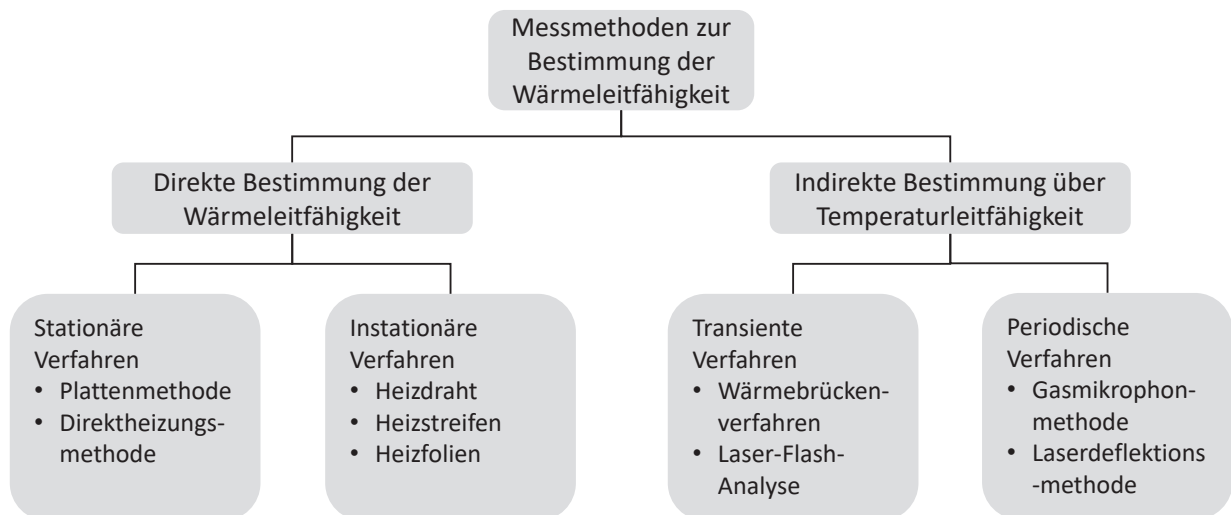 Messmethoden zur
Bestimmung der
Wärmeleitfähigkeit
Direkte Bestimmung der
Wärmeleitfähigkeit
Indirekte Bestimmung über
Temperaturleitfähigkeit
Stationäre
Verfahren
• Plattenmethode
• Direktheizungs-
methode
Instationäre
Verfahren
• Heizdraht
• Heizstreifen
• Heizfolien
Transiente
Verfahren
• Wärmebrücken-
verfahren
• Laser-Flash-
Analyse
Periodische
Verfahren
• Gasmikrophon-
methode
• Laserdeflektions
-methode